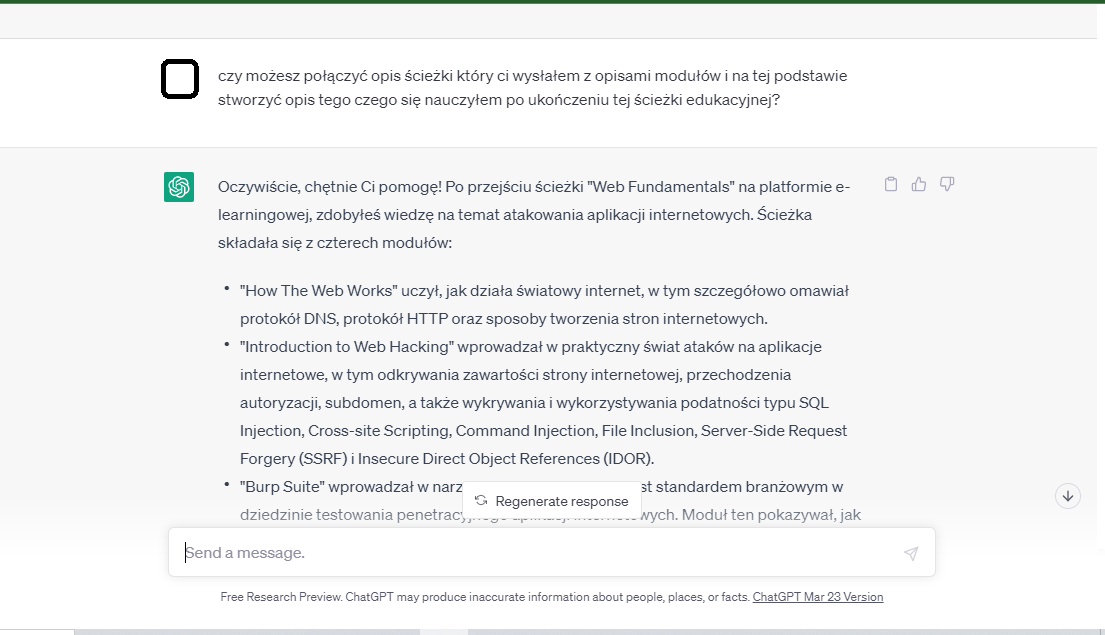 czy możesz połączyć opis ścieżki który ci wysłałem z opisami modułów i na tej podstawie
stworzyć opis tego czego się nauczyłem po ukończeniu tej ścieżki edukacyjnej?
Oczywiście, chętnie Ci pomogę! Po przejściu ścieżki "Web Fundamentals" na platformie e-
learningowej, zdobyłeś wiedzę na temat atakowania aplikacji internetowych. Ścieżka
składała się z czterech modułów:
• "How The Web Works" uczył, jak działa światowy internet, w tym szczegółowo omawiał
protokół DNS, protokół HTTP oraz sposoby tworzenia stron internetowych.
• "Introduction to Web Hacking" wprowadzał w praktyczny świat ataków na aplikacje
internetowe, w tym odkrywania zawartości strony internetowej, przechodzenia
autoryzacji, subdomen, a także wykrywania i wykorzystywania podatności typu SQL
Injection, Cross-site Scripting, Command Injection, File Inclusion, Server-Side Request
Forgery (SSRF) i Insecure Direct Object References (IDOR).
• "Burp Suite" wprowadzał w narz st standardem branżowym w
Regenerate response
dziedzinie testowania penetracyjnego aplikacji internetowych. Moduł ten pokazywał, jak
Send a message.
Free Research Preview. ChatGPT may produce inaccurate information about people, places, or facts. ChatGPT Mar 23 Version